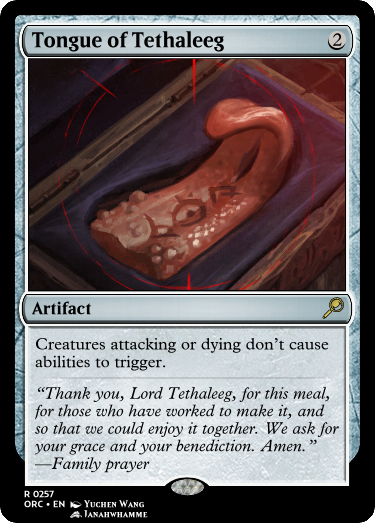 Tongue of Tethaleeg
2
Artifact
Creatures attacking or dying don't cause
abilities to trigger.
“Thank you, Lord Tethaleeg, for this meal,
for those who have worked to make it, and
so that we could enjoy it together. We ask for
your grace and your benediction. Amen.”
—Family prayer
R 0257
ORC • EN Yuchen Wang
Janahwhamme